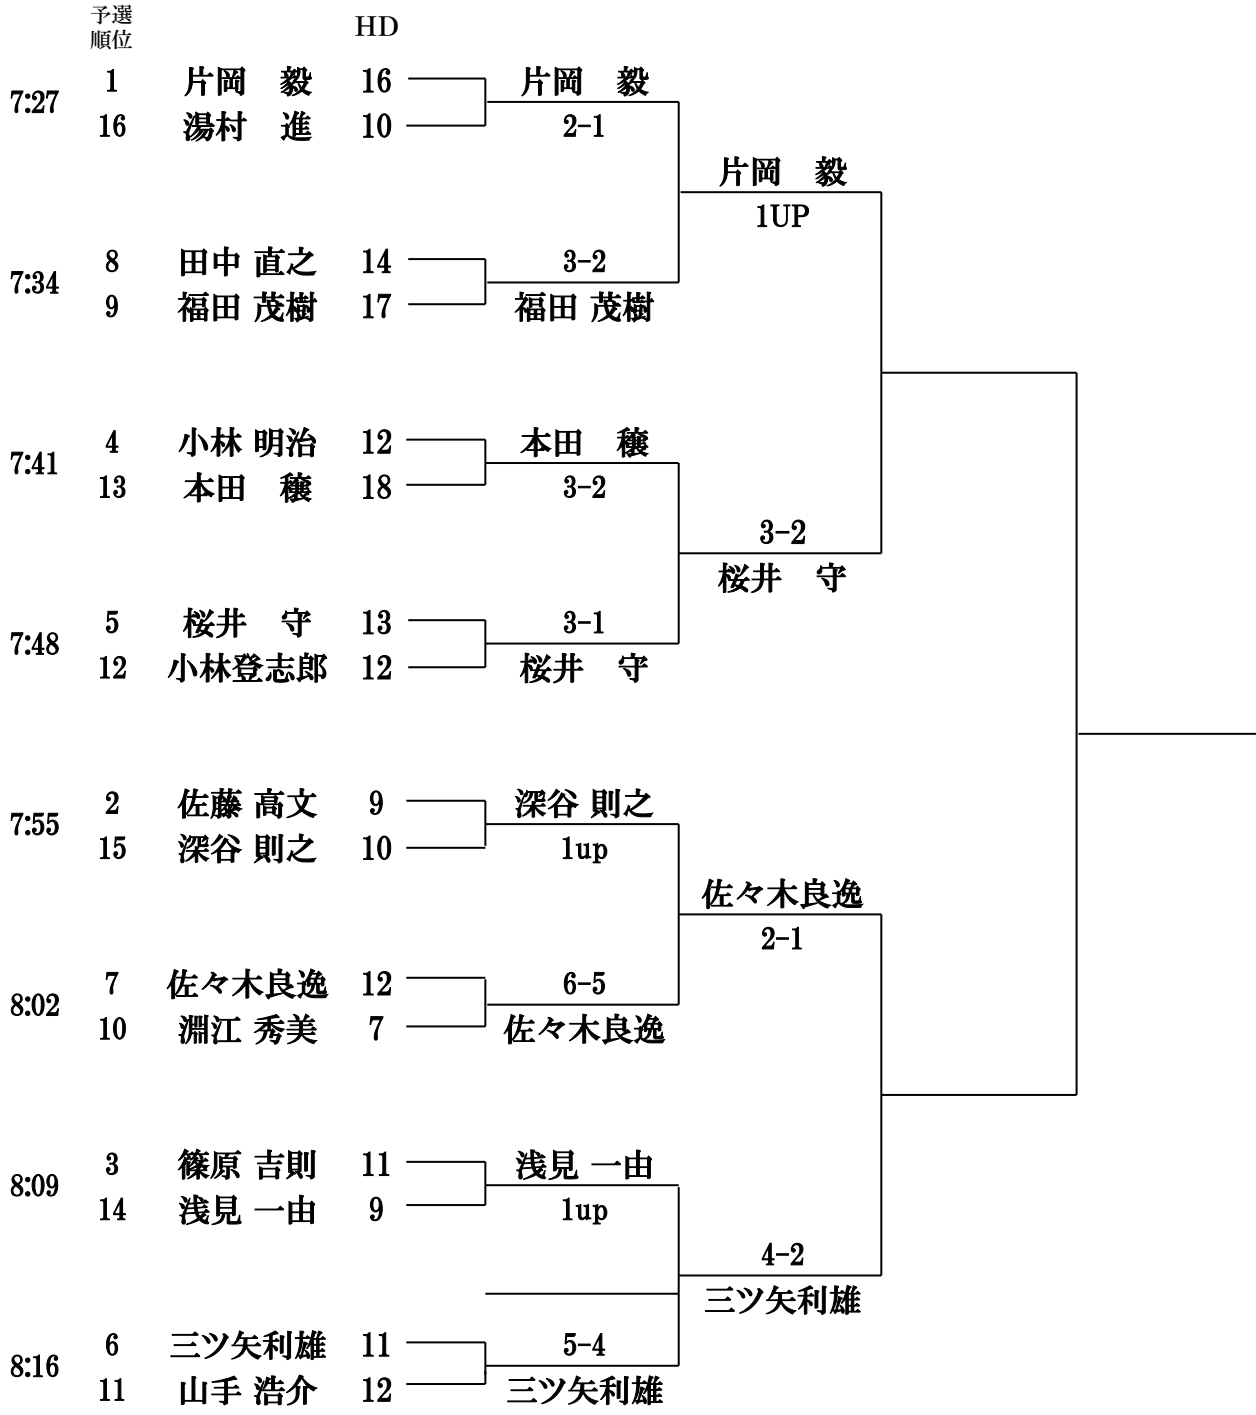 予選
順位 HD
1 片岡　毅 16 片岡　毅
7:27
16 湯村　進 10 2-1
片岡　毅
1UP
8 田中 直之 14 3-2
7:34
9 福田 茂樹 17 福田 茂樹
4 小林 明治 12 本田　穣
7:41
13 本田　穣 18 3-2
3-2
桜井　守
5 桜井　守 13 3-1
7:48
12 小林登志郎 12 桜井　守
2 佐藤 高文 9 深谷 則之
7:55
15 深谷 則之 10 1up
佐々木良逸
2-1
7 佐々木良逸 12 6-5
8:02
10 淵江 秀美 7 佐々木良逸
3 篠原 吉則 11 浅見 一由
8:09
14 浅見 一由 9 1up
4-2
三ツ矢利雄
6 三ツ矢利雄 11 5-4
8:16
11 山手 浩介 12 三ツ矢利雄